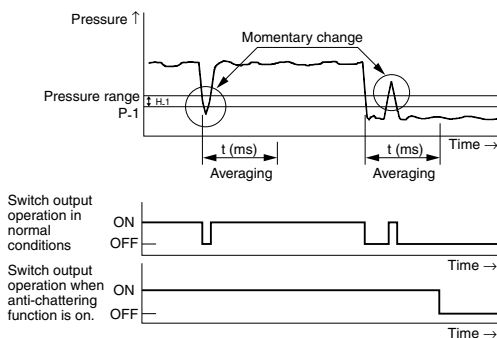 Pressure ↑
Momentary change
Pressure range
H-1
P-1
t (ms)
t (ms)
Time →
Averaging
Averaging
Switch output
operation in
normal
conditions
ON
OFF
Time →
Switch output
operation when
anti-chattering
function is on.
ON
OFF
Time →